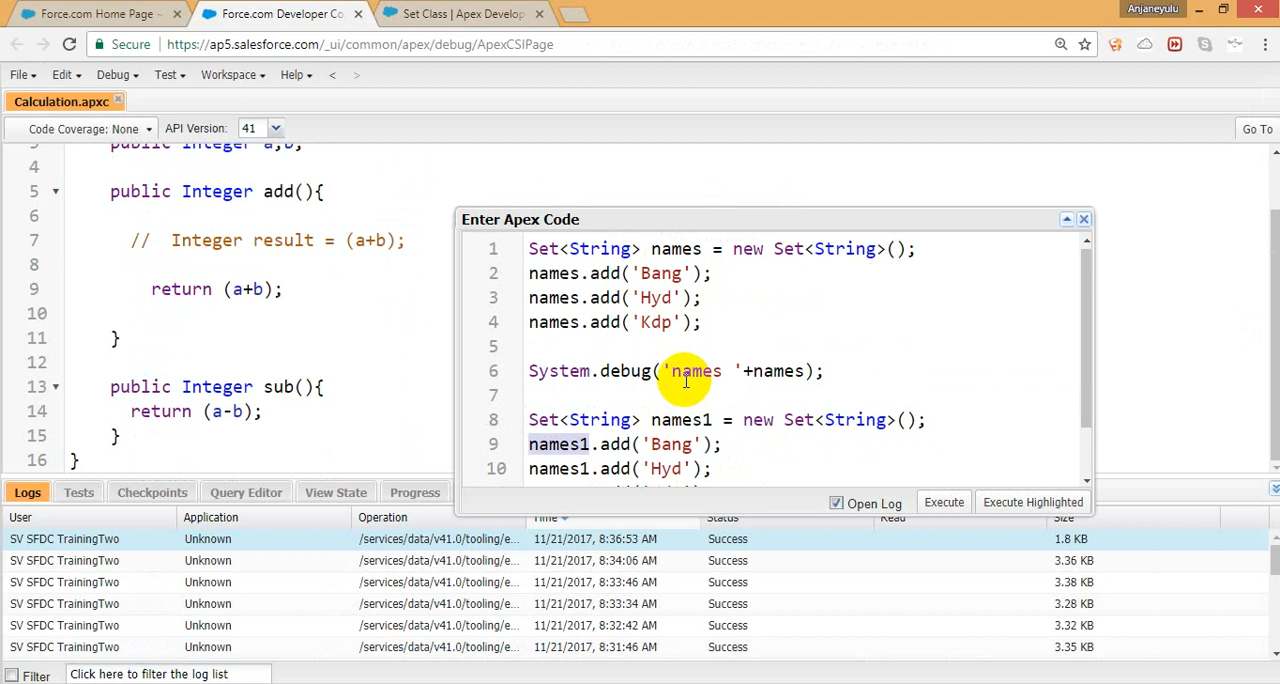 Anjaneyulu
Force.com Home Page ~
Force.com Developer Co
Set Class | Apex Develop
Secure
https://ap5.salesforce.com/_ui/common/apex/debug/ApexCSIPage
File Edit Debug Test Workspace Help < >
Calculation.apxc
Code Coverage: None API Version: 41 Go To
3 public Integer a,b;
4
5 public Integer add(){
6
7 // Integer result = (a+b);
8
9 return (a+b);
10
11 }
12
13 public Integer sub(){
14 return (a-b);
15 }
16 }
Enter Apex Code
1 Set<String> names = new Set<String>();
2 names.add('Bang');
3 names.add('Hyd');
4 names.add('Kdp');
5
6 System.debug('names '+names);
7
8 Set<String> names1 = new Set<String>();
9 names1.add('Bang');
10 names1.add('Hyd');
Open Log Execute Execute Highlighted
Logs Tests Checkpoints Query Editor View State Progress
User Application Operation Time Status Read Size
SV SFDC TrainingTwo Unknown /services/data/v41.0/tooling/e... 11/21/2017, 8:36:53 AM Success 1.8 KB
SV SFDC TrainingTwo Unknown /services/data/v41.0/tooling/e... 11/21/2017, 8:34:06 AM Success 3.36 KB
SV SFDC TrainingTwo Unknown /services/data/v41.0/tooling/e... 11/21/2017, 8:33:46 AM Success 3.38 KB
SV SFDC TrainingTwo Unknown /services/data/v41.0/tooling/e... 11/21/2017, 8:33:34 AM Success 3.28 KB
SV SFDC TrainingTwo Unknown /services/data/v41.0/tooling/e... 11/21/2017, 8:32:42 AM Success 3.32 KB
SV SFDC TrainingTwo Unknown /services/data/v41.0/tooling/e... 11/21/2017, 8:31:46 AM Success 3.35 KB
Filter Click here to filter the log list